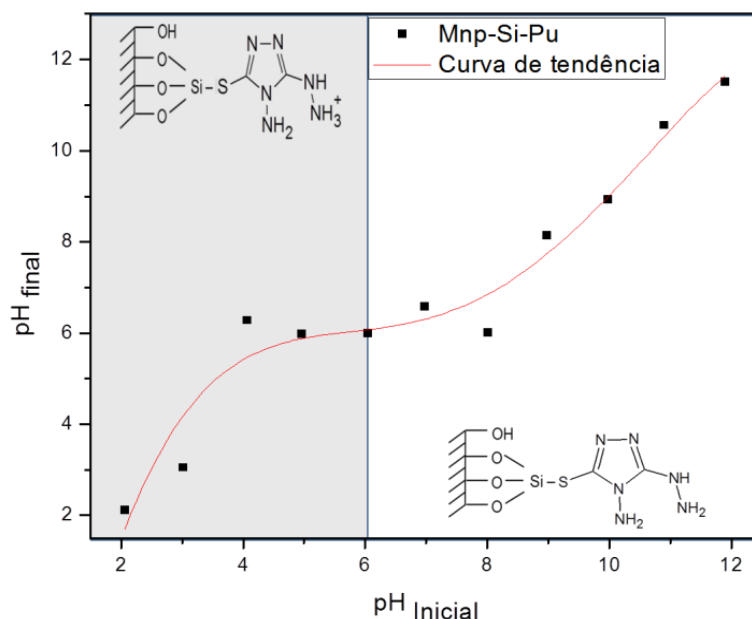 Mnp-Si-Pu
Curva de tendência
OH
O
O
O
Si
S
N
N
N
NH
NH2
NH3+
OH
O
O
O
Si
S
N
N
N
NH
NH2
NH2
12
10
8
6
4
2
pH final
2
4
6
8
10
12
pH Inicial